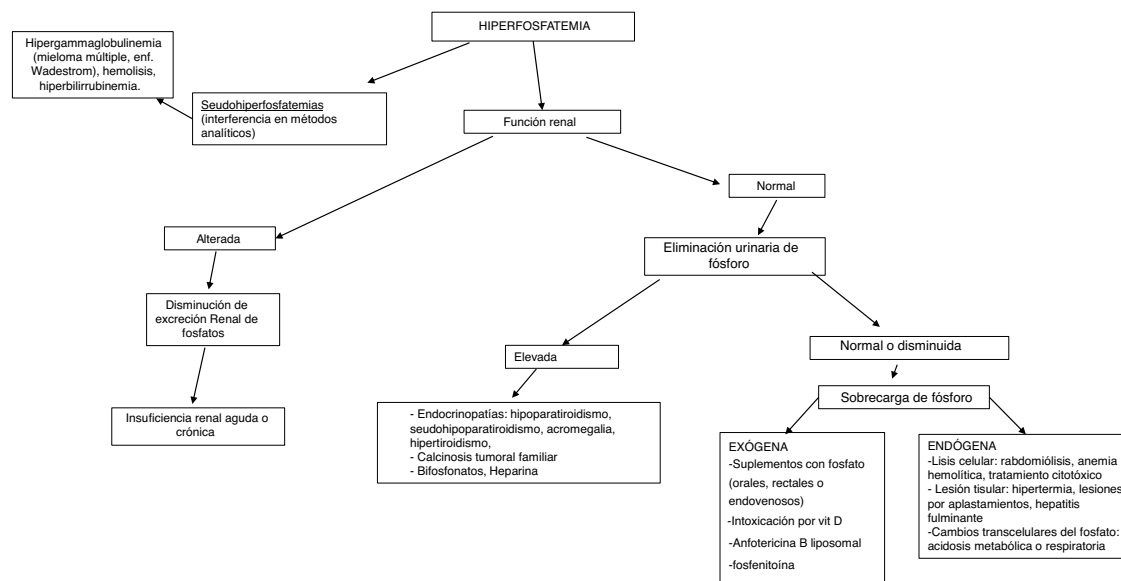 HIPERFOSFATEMIA
Hipergammaglobulinemia
(mieloma múltiple, enf.
Wadestrom), hemolisis,
hiperbilirrubinemia.
Seudohiperfosfatemias
(interferencia en métodos
analíticos)
Función renal
Normal
Alterada
Eliminación urinaria de
fósforo
Disminución de
excreción Renal de
fosfatos
Elevada
Normal o disminuida
Insuficiencia renal aguda o
crónica
- Endocrinopatías: hipoparatiroidismo,
seudohipoparatiroidismo, acromegalia,
hipertiroidismo,
- Calcinosis tumoral familiar
- Bifosfonatos, Heparina
Sobrecarga de fósforo
EXÓGENA
-Suplementos con fosfato
(orales, rectales o
endovenosos)
-Intoxicación por vit D
-Anfotericina B liposomal
-fosfenitoína
ENDÓGENA
-Lisis celular: rabdomiólisis, anemia
hemolítica, tratamiento citotóxico
- Lesión tisular: hipertermia, lesiones
por aplastamientos, hepatitis
fulminante
-Cambios transcelulares del fosfato:
acidosis metabólica o respiratoria